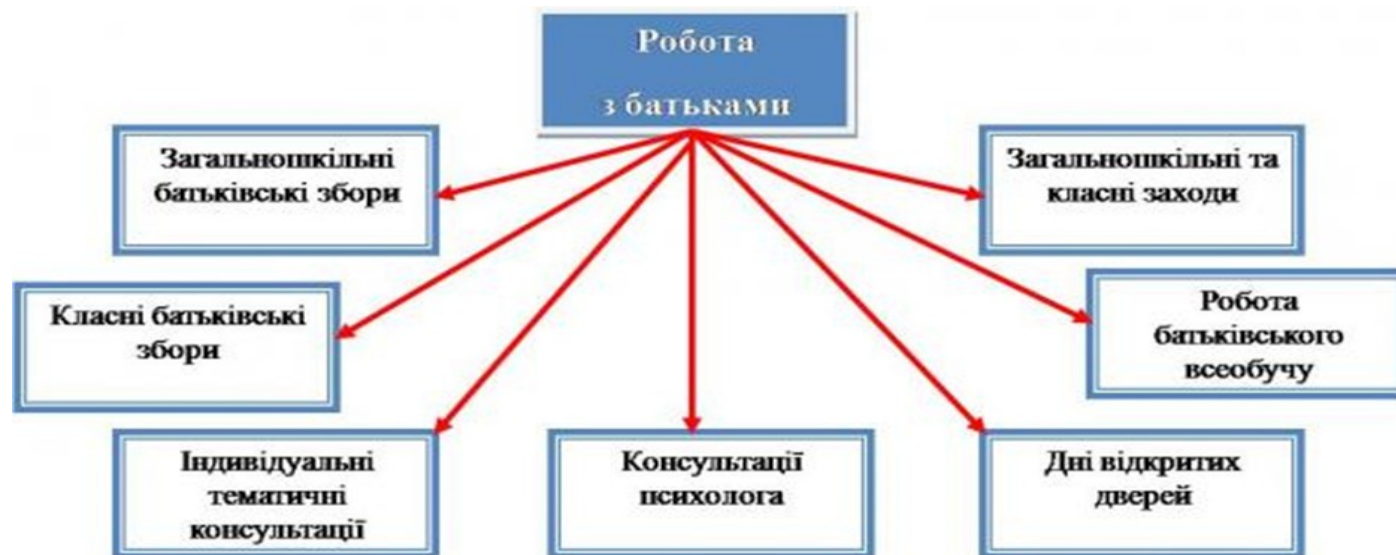 Робота
з батьками
Загальношкільні
батьківські збори
Загальношкільні та
класні заходи
Класні батьківські
збори
Робота
батьківського
всеобучу
Індивідуальні
тематичні
консультації
Консультації
психолога
Дні відкритих
дверей